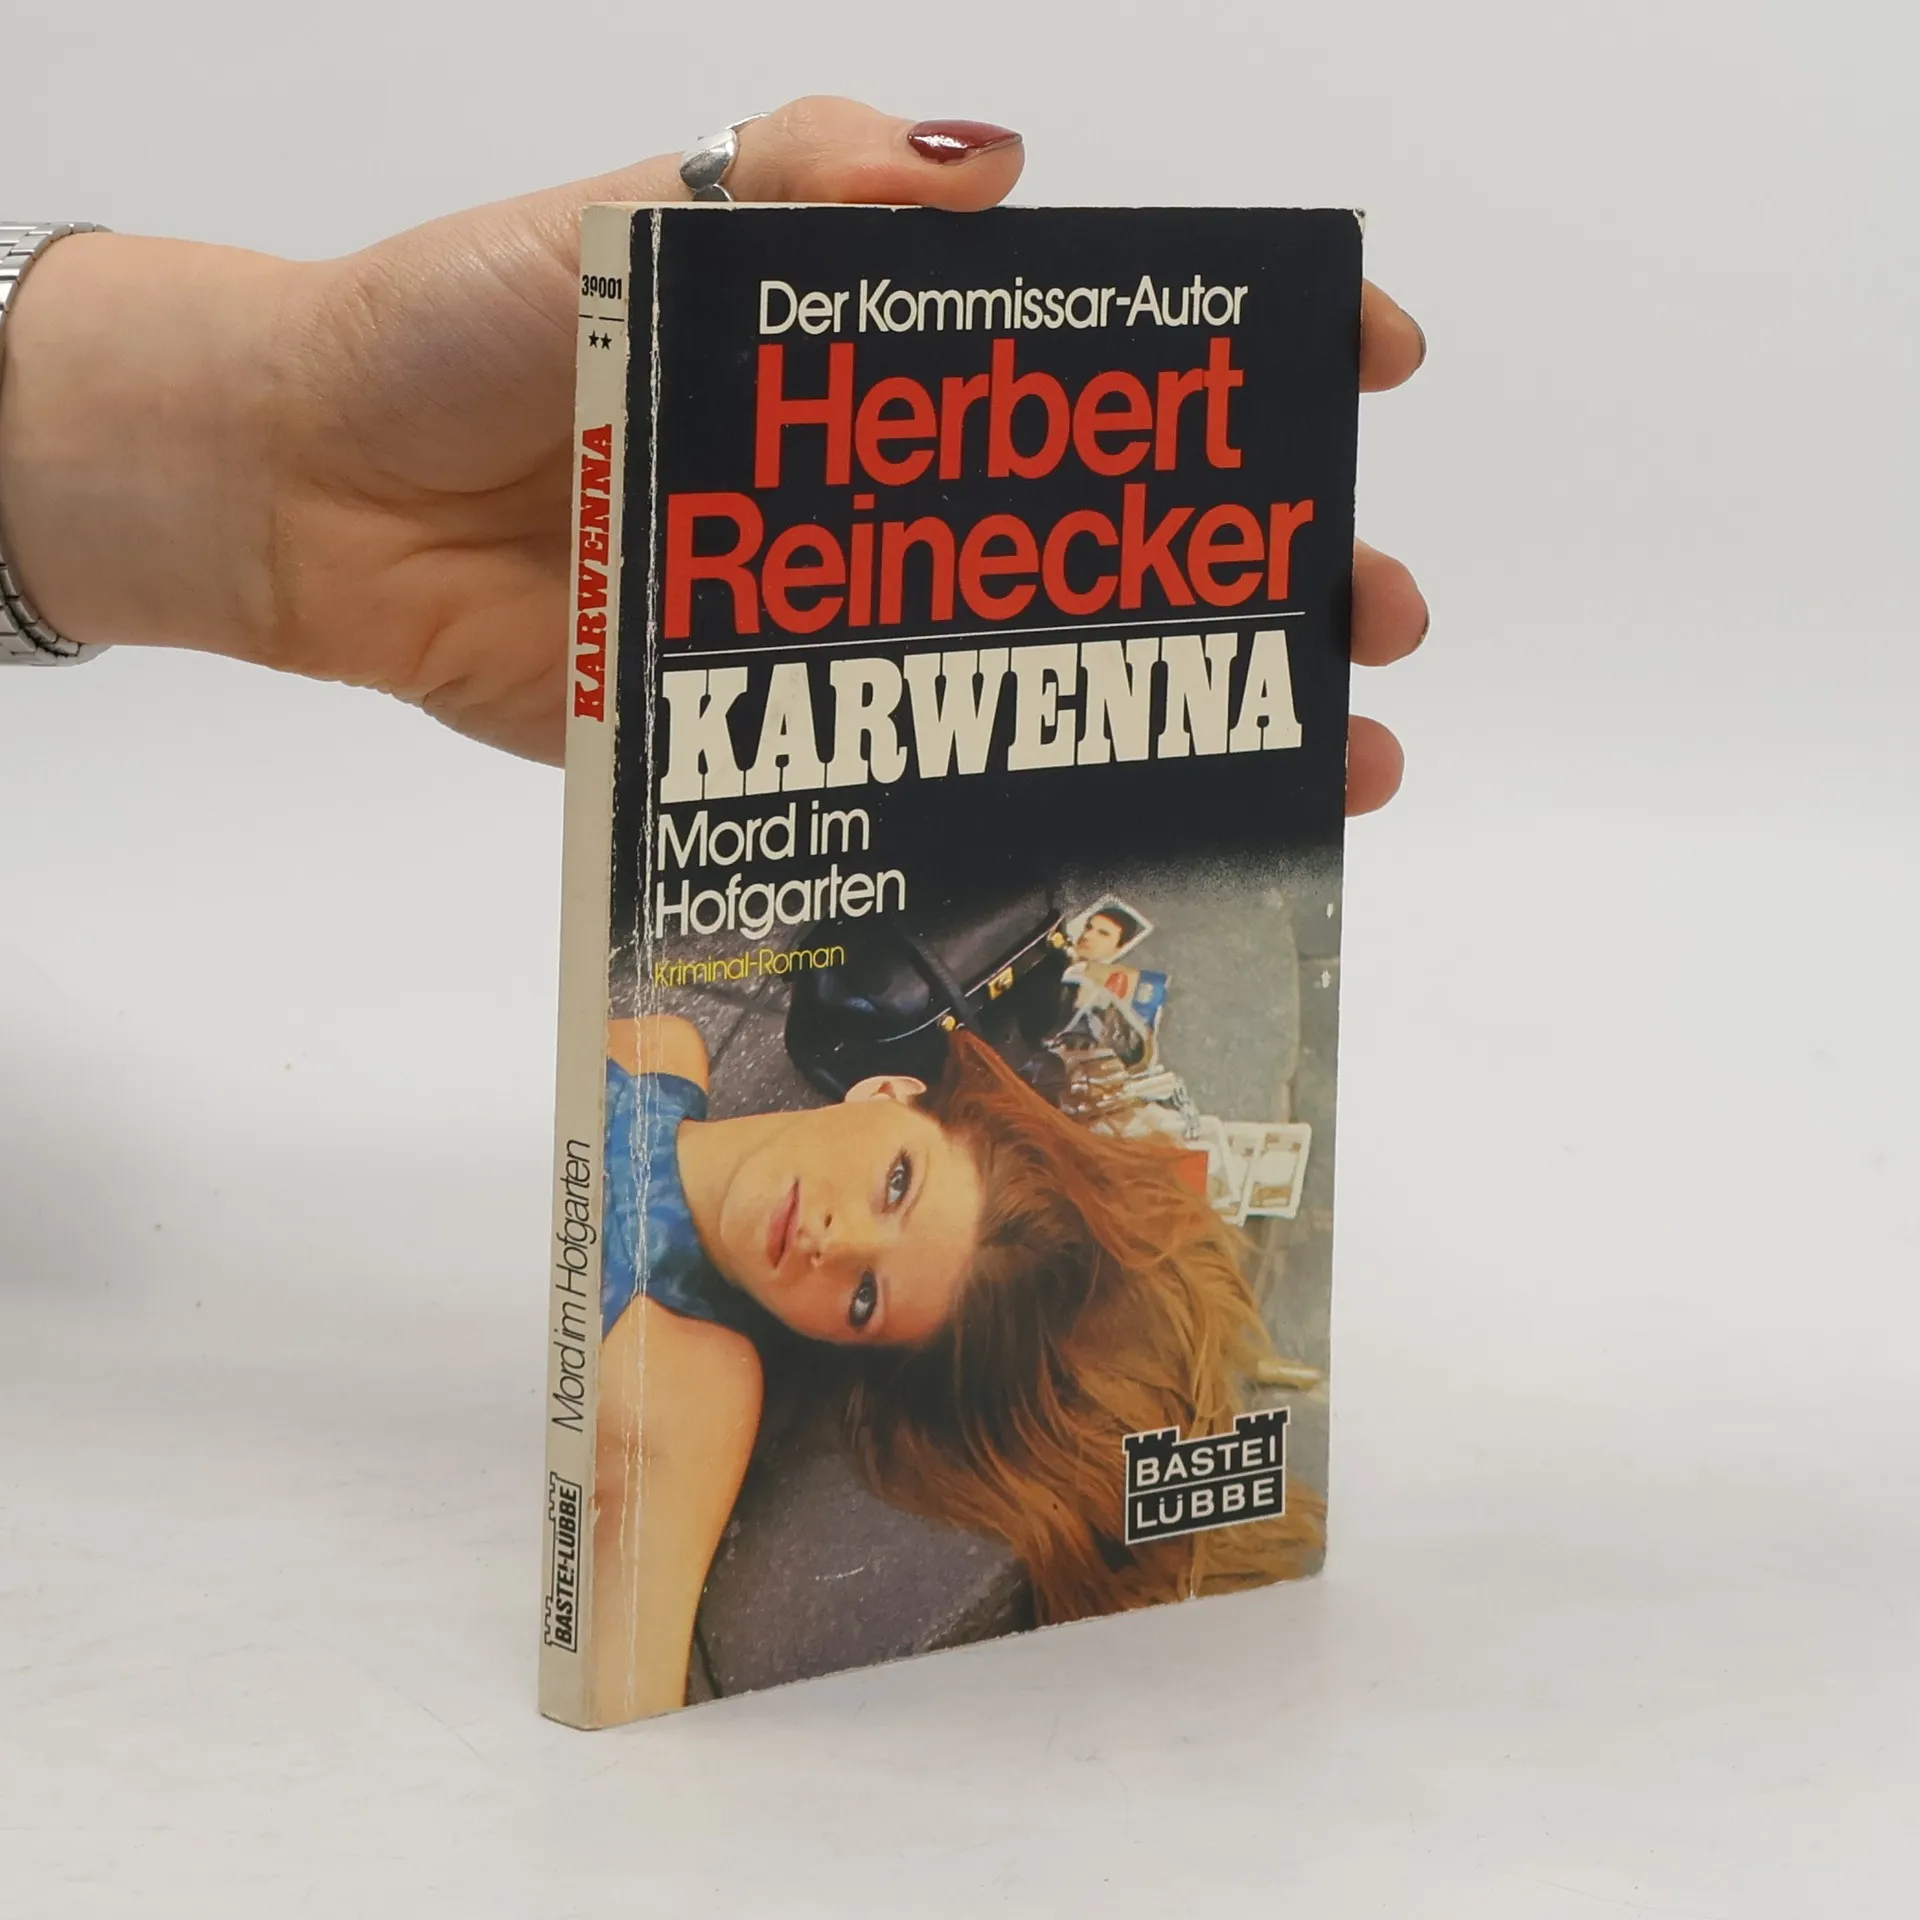 Der Kommissar-Autor
Herbert
Reinecker
KARWENNA
Mord im
Hofgarten
Kriminal-Roman
BASTEI
LÜBBE
39001
★★
KARWENNA
Mord im Hofgarten
BASTEI-LÜBBE